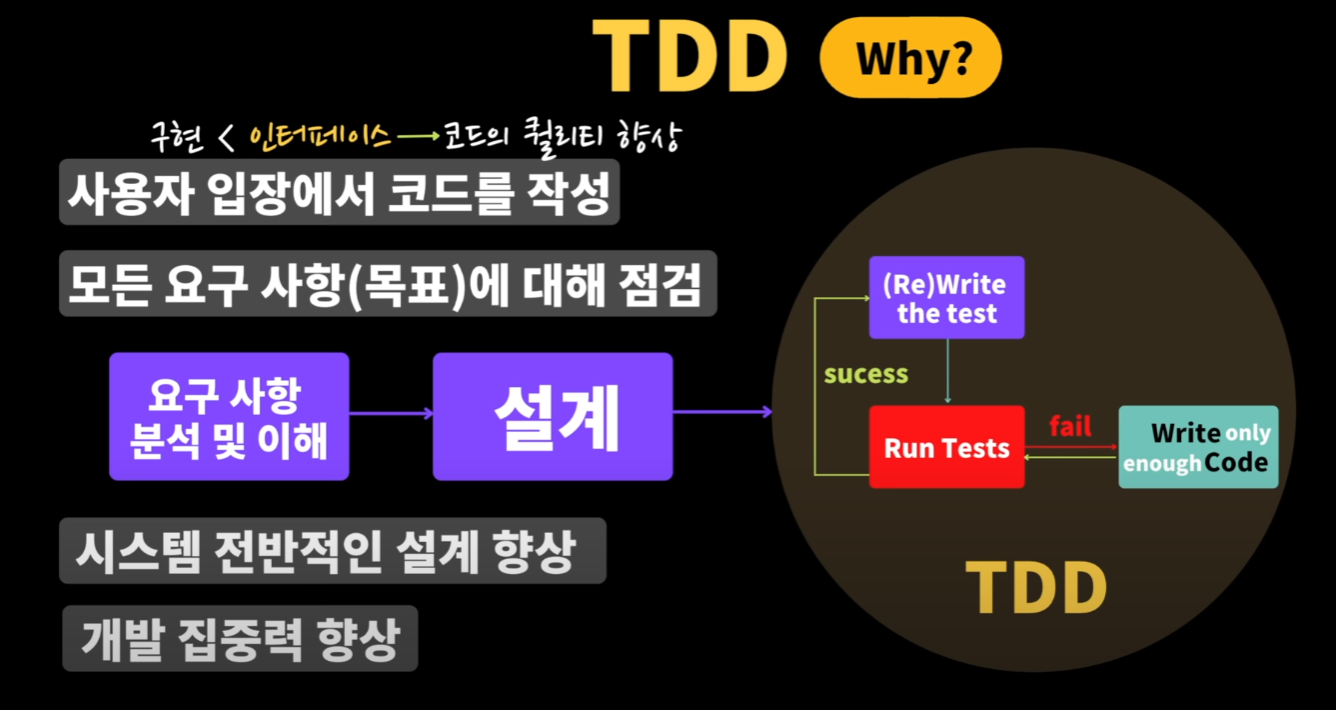 TDD Why?
구현 < 인터페이스 → 코드의 퀄리티 향상
사용자 입장에서 코드를 작성
모든 요구 사항(목표)에 대해 점검
요구 사항
분석 및 이해
설계
(Re)Write
the test
sucess
Run Tests
fail
Write only
enough Code
TDD
시스템 전반적인 설계 향상
개발 집중력 향상